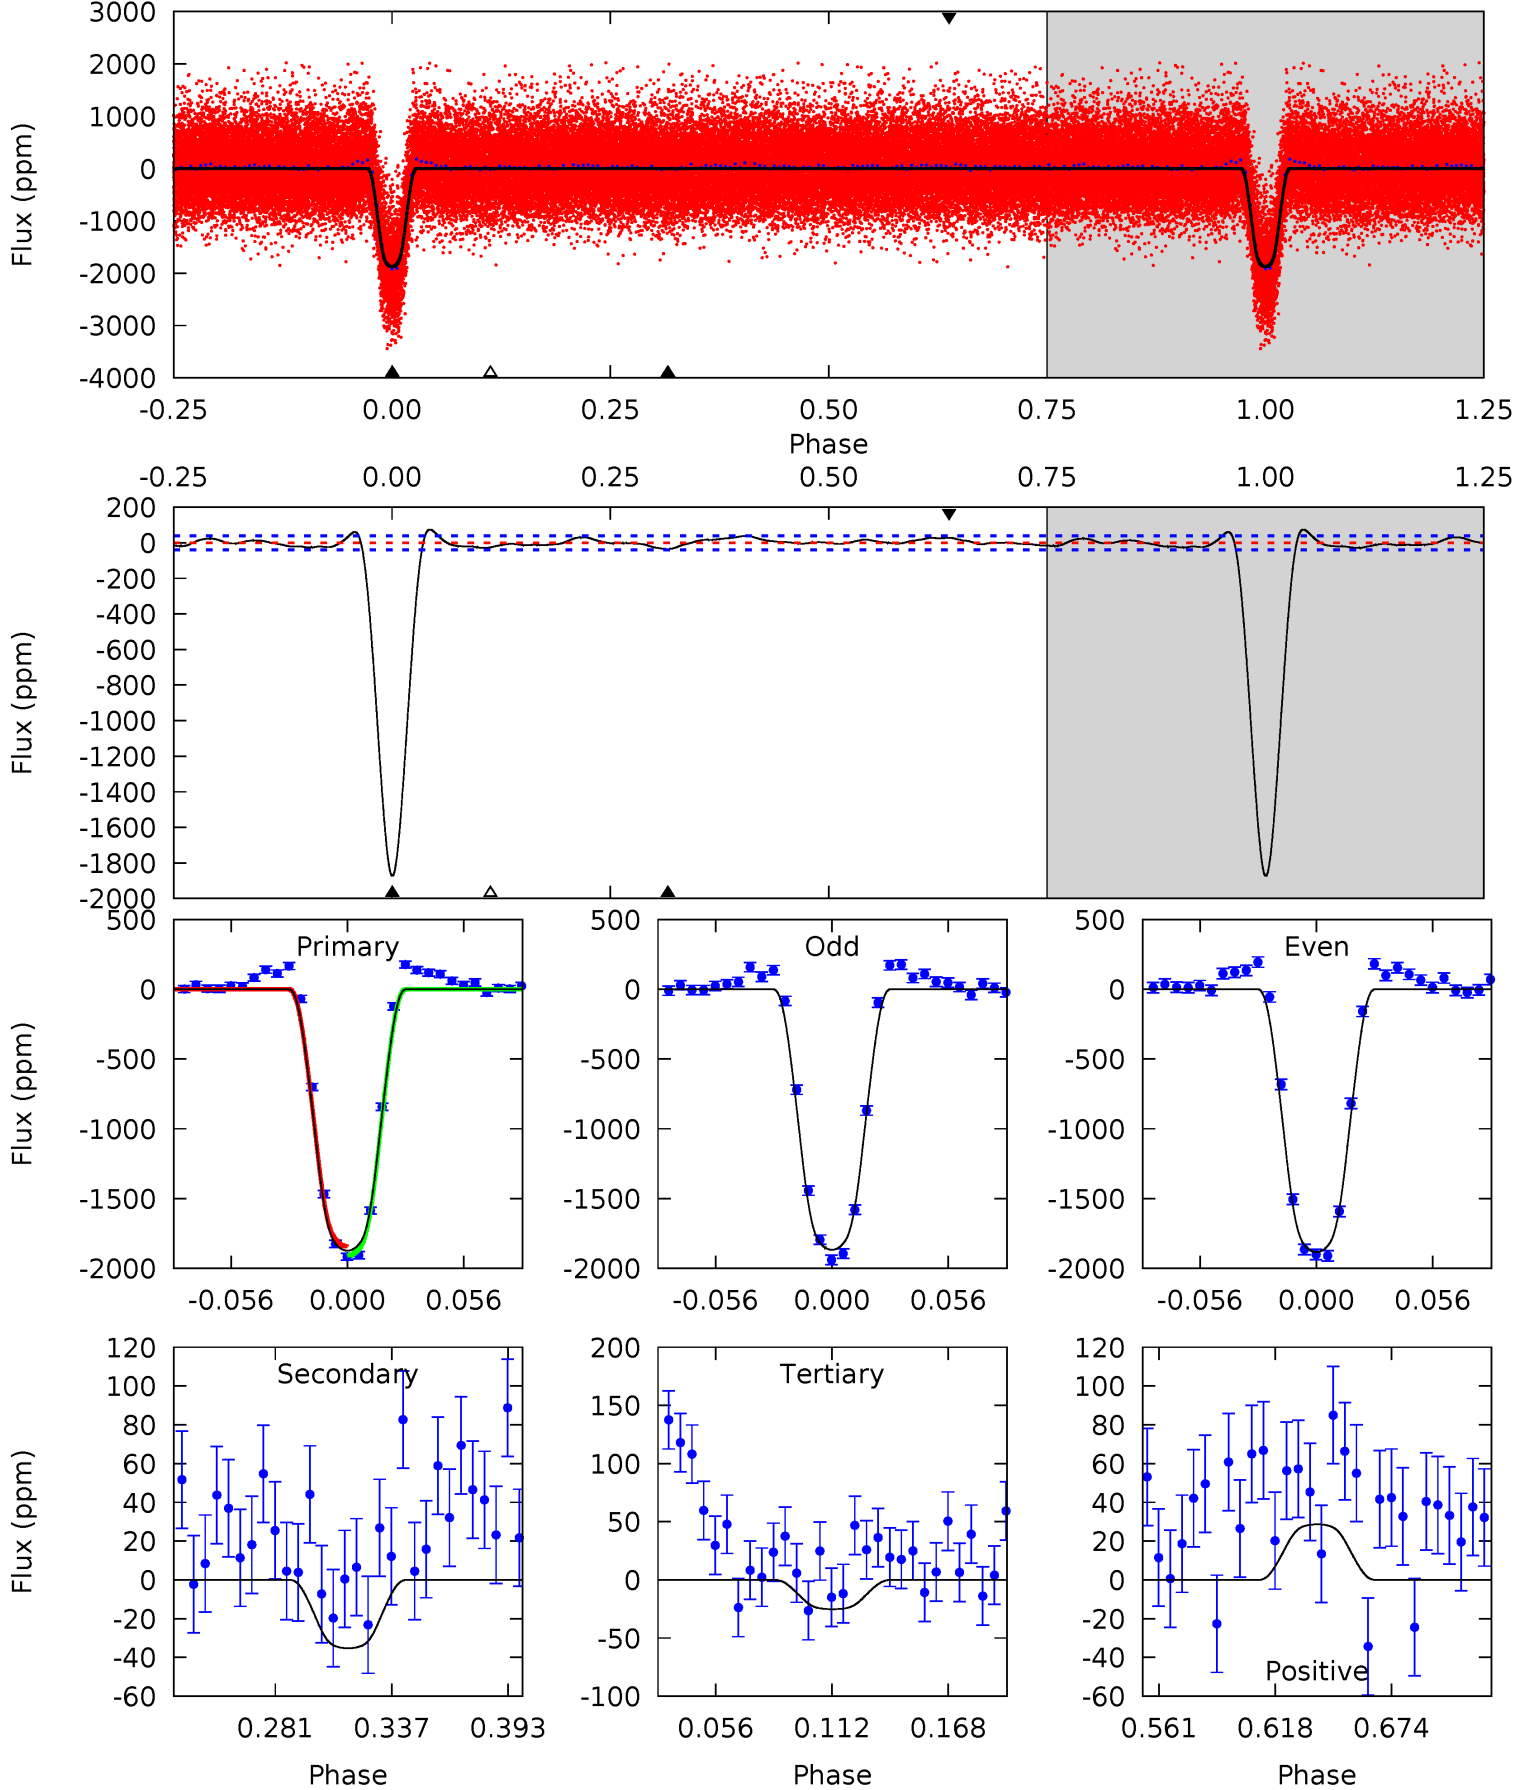 3000
2000
1000
0
-1000
-2000
-3000
-4000
Flux (ppm)
-0.25 0.00 0.25 0.50 0.75 1.00 1.25
Phase
-0.25 0.00 0.25 0.50 0.75 1.00 1.25
200
0
-200
-400
-600
-800
-1000
-1200
-1400
-1600
-1800
-2000
Flux (ppm)
Primary
500
0
-500
-1000
-1500
-2000
Flux (ppm)
-0.056 0.000 0.056
Odd
500
0
-500
-1000
-1500
-2000
-0.056 0.000 0.056
Even
500
0
-500
-1000
-1500
-2000
-0.056 0.000 0.056
Secondary
120
100
80
60
40
20
0
-20
-40
-60
Flux (ppm)
0.281 0.337 0.393
Phase
Tertiary
200
150
100
50
0
-50
-100
0.056 0.112 0.168
Phase
120
100
80
60
40
20
0
-20
-40
-60
Positive
0.561 0.618 0.674
Phase